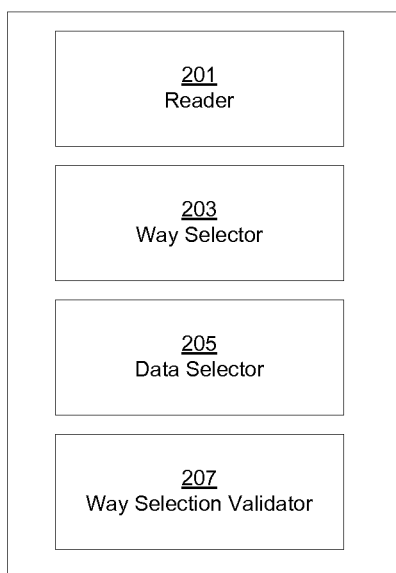 201
Reader
203
Way Selector
205
Data Selector
207
Way Selection Validator